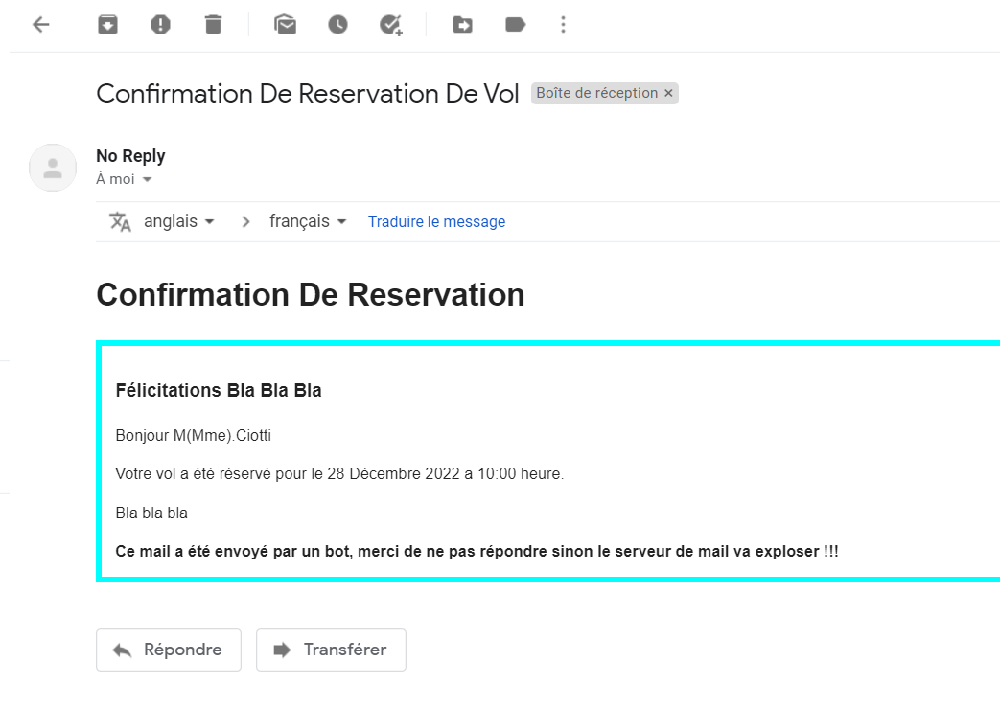 Confirmation De Reservation De Vol Boîte de réception ×
No Reply
À moi
anglais > français Traduire le message
Confirmation De Reservation
Félicitations Bla Bla Bla
Bonjour M(Mme).Ciotti
Votre vol a été réservé pour le 28 Décembre 2022 a 10:00 heure.
Bla bla bla
Ce mail a été envoyé par un bot, merci de ne pas répondre sinon le serveur de mail va exploser !!!
Répondre Transférer